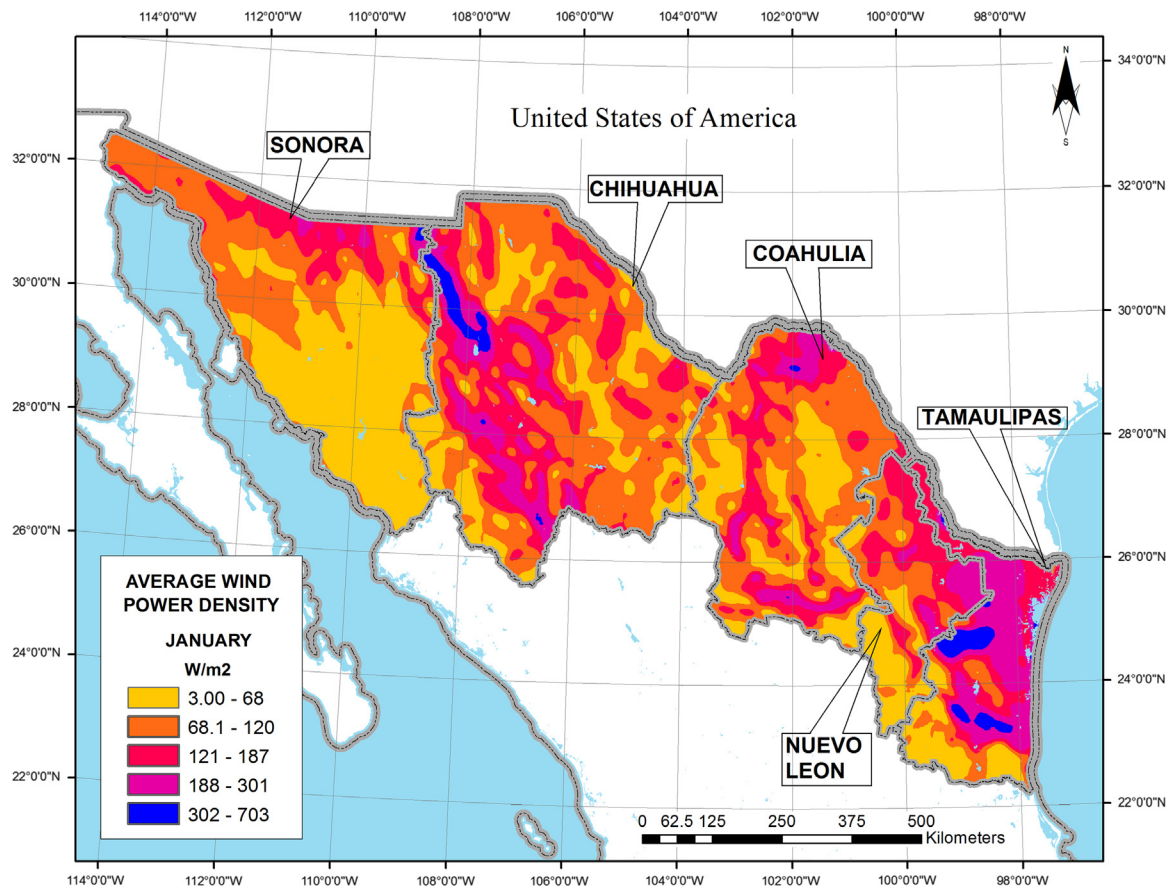 114°0'0"W 112°0'0"W 110°0'0"W 108°0'0"W 106°0'0"W 104°0'0"W 102°0'0"W 100°0'0"W 98°0'0"W
34°0'0"N
N
S
United States of America
32°0'0"N
32°0'0"N
SONORA
CHIHUAHUA
COAHULIA
30°0'0"N
30°0'0"N
TAMAULIPAS
28°0'0"N
28°0'0"N
26°0'0"N
26°0'0"N
24°0'0"N
24°0'0"N
22°0'0"N
22°0'0"N
NUEVO
LEON
AVERAGE WIND
POWER DENSITY
JANUARY
W/m2
3.00 - 68
68.1 - 120
121 - 187
188 - 301
302 - 703
0 62.5 125 250 375 500
Kilometers
114°0'0"W 112°0'0"W 110°0'0"W 108°0'0"W 106°0'0"W 104°0'0"W 102°0'0"W 100°0'0"W 98°0'0"W